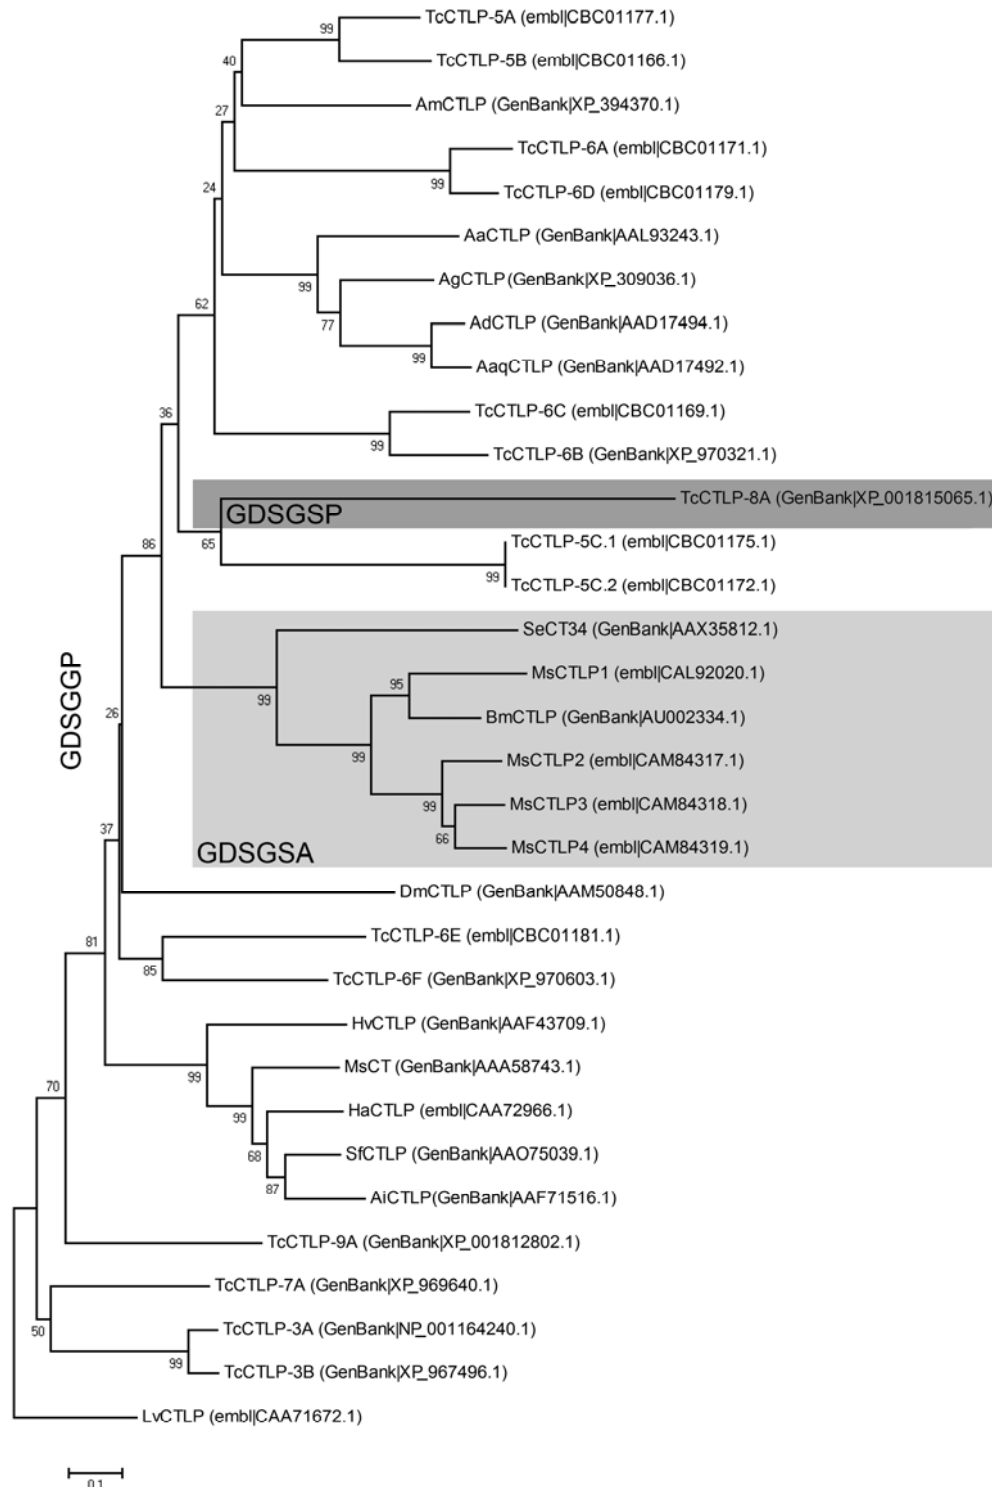 TcCTLP-5A (embl|CBC01177.1)
99
TcCTLP-5B (embl|CBC01166.1)
40
AmCTLP (GenBank|XP_394370.1)
27
TcCTLP-6A (embl|CBC01171.1)
99
TcCTLP-6D (embl|CBC01179.1)
24
AaCTLP (GenBank|AAL93243.1)
99
AgCTLP (GenBank|XP_309036.1)
62
77
AdCTLP (GenBank|AAD17494.1)
99
AaqCTLP (GenBank|AAD17492.1)
36
TcCTLP-6C (embl|CBC01169.1)
99
TcCTLP-6B (GenBank|XP_970321.1)
TcCTLP-8A (GenBank|XP_001815065.1)
GDSGSP
86
65
TcCTLP-5C.1 (embl|CBC01175.1)
99
TcCTLP-5C.2 (embl|CBC01172.1)
SeCT34 (GenBank|AAX35812.1)
GDSGGP
99
MsCTLP1 (embl|CAL92020.1)
95
BmCTLP (GenBank|AU002334.1)
26
99
MsCTLP2 (embl|CAM84317.1)
99
MsCTLP3 (embl|CAM84318.1)
37
66
MsCTLP4 (embl|CAM84319.1)
GDSGSA
DmCTLP (GenBank|AAM50848.1)
81
TcCTLP-6E (embl|CBC01181.1)
85
TcCTLP-6F (GenBank|XP_970603.1)
HvCTLP (GenBank|AAF43709.1)
99
MsCT (GenBank|AAA58743.1)
70
99
HaCTLP (embl|CAA72966.1)
68
SfCTLP (GenBank|AAO75039.1)
87
AiCTLP(GenBank|AAF71516.1)
TcCTLP-9A (GenBank|XP_001812802.1)
TcCTLP-7A (GenBank|XP_969640.1)
50
TcCTLP-3A (GenBank|NP_001164240.1)
99
TcCTLP-3B (GenBank|XP_967496.1)
LvCTLP (embl|CAA71672.1)
0.1